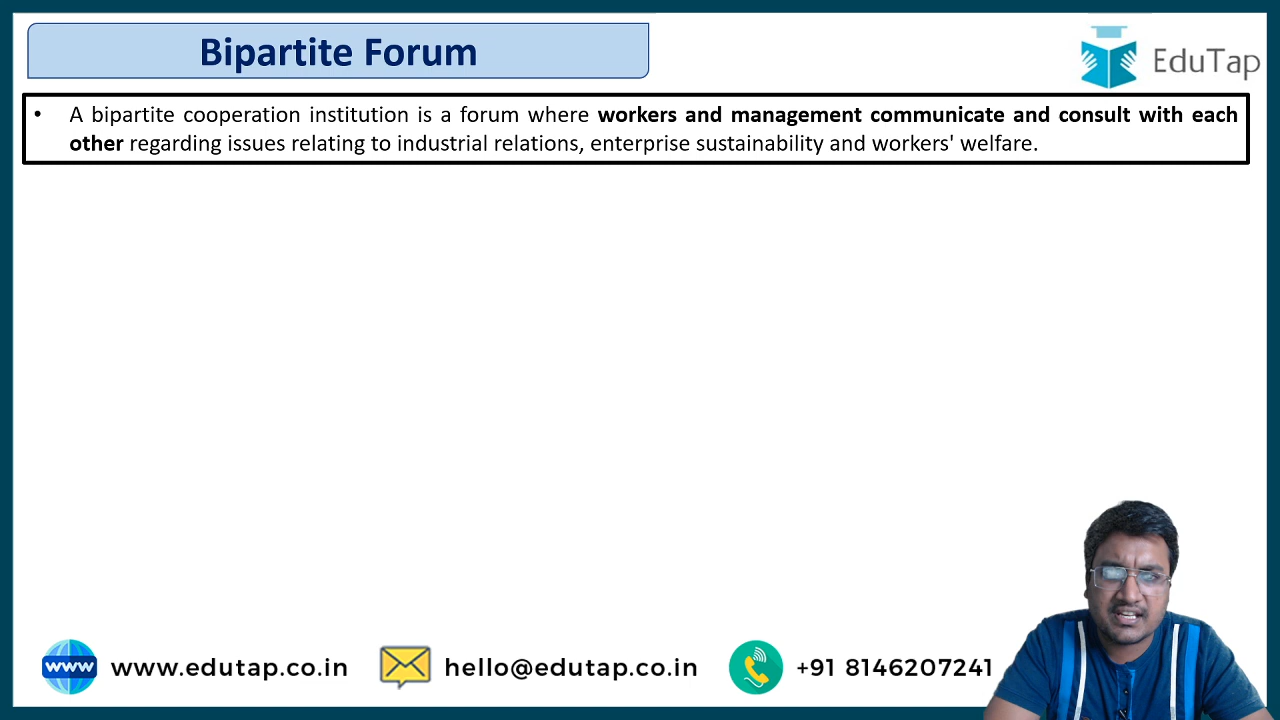 Bipartite Forum
EduTap
• A bipartite cooperation institution is a forum where workers and management communicate and consult with each
other regarding issues relating to industrial relations, enterprise sustainability and workers' welfare.
www www.edutap.co.in hello@edutap.co.in +91 8146207241